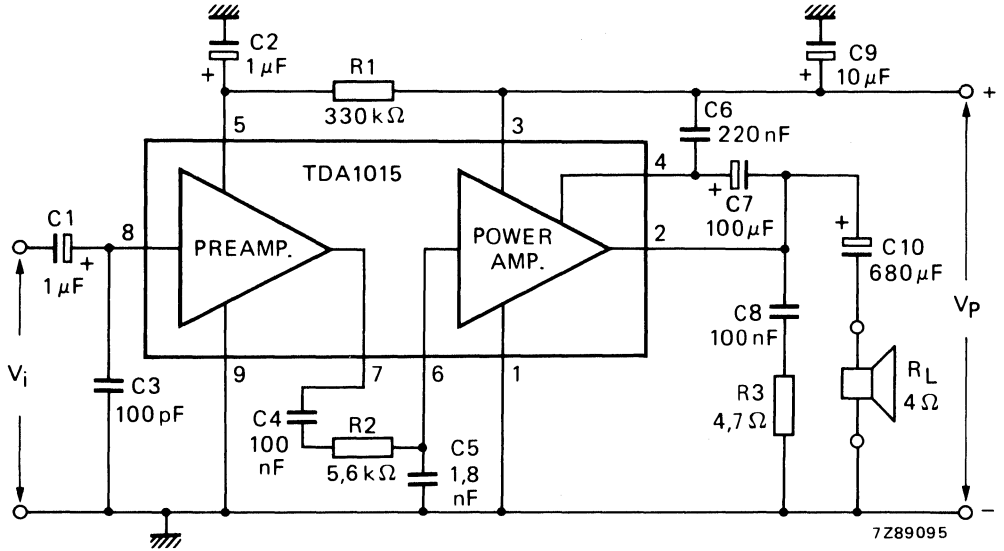 C2
1 µF
+
R1
330 kΩ
C9
10 µF
+
+
5
3
C6
220 nF
TDA1015
4
+
C7
100 µF
C1
+
1 µF
8
PREAMP.
POWER
AMP.
2
+
C10
680 µF
Vi
VP
C3
100 pF
9
7
6
1
C8
100 nF
R3
4,7 Ω
RL
4 Ω
C4
100
nF
R2
5,6 kΩ
C5
1,8
nF
−
7Z89095